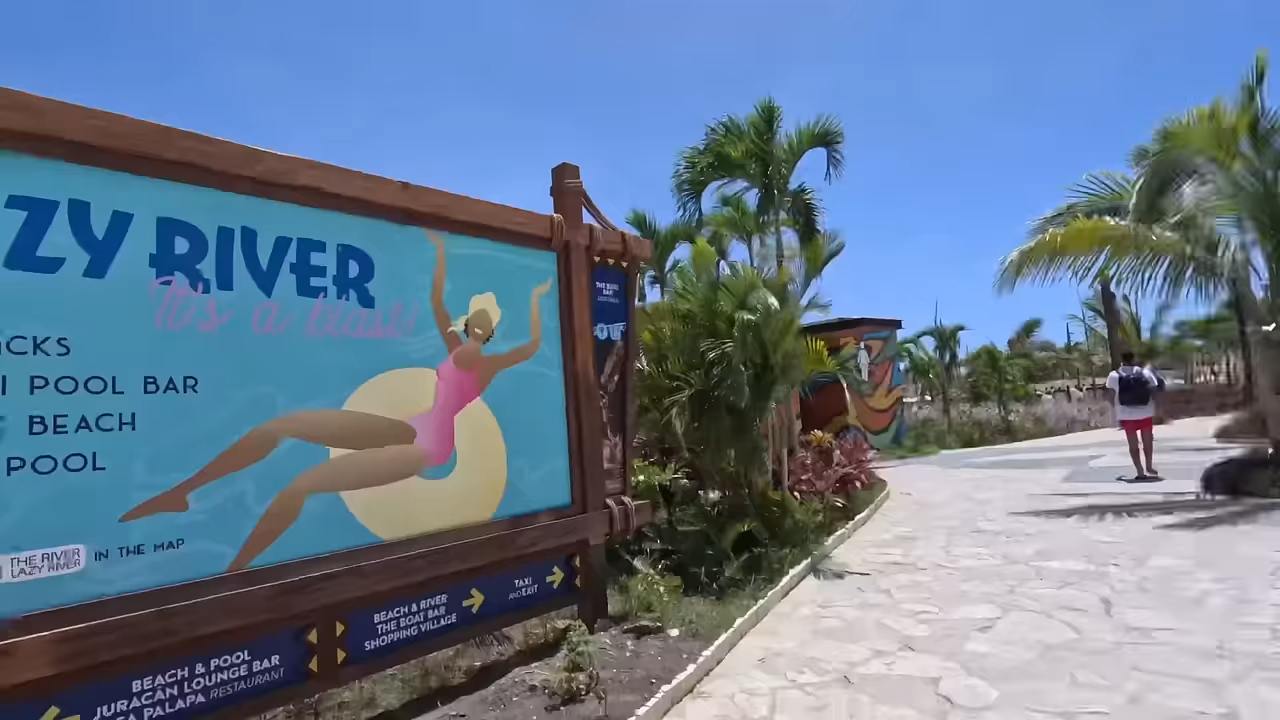 ZY RIVER
It's a blast!
CKS
I POOL BAR
BEACH
POOL
THE RIVER
LAZY RIVER
IN THE MAP
BEACH & RIVER
THE BOAT BAR
SHOPPING VILLAGE
TAXI
AND EXIT
BEACH & POOL
JURACÁN LOUNGE BAR
PALAPA RESTAURANT